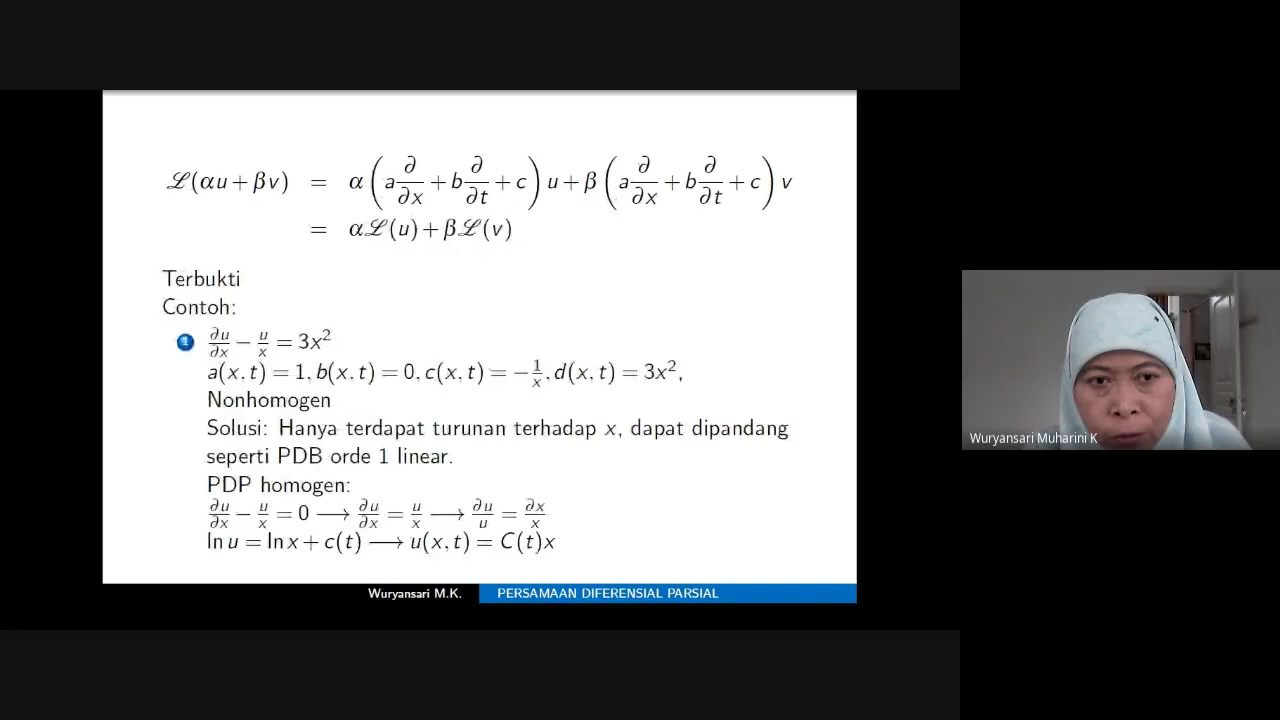 ℒ(αu + βv) = α(a ∂/∂x + b ∂/∂t + c)u + β(a ∂/∂x + b ∂/∂t + c)v
= αℒ(u) + βℒ(v)
Terbukti
Contoh:
1 ∂u/∂x − u/x = 3x²
a(x,t) = 1, b(x,t) = 0, c(x,t) = −1/x, d(x,t) = 3x²,
Nonhomogen
Solusi: Hanya terdapat turunan terhadap x, dapat dipandang
seperti PDB orde 1 linear.
PDP homogen:
∂u/∂x − u/x = 0 ⟶ ∂u/∂x = u/x ⟶ ∂u/u = ∂x/x
ln u = ln x + c(t) ⟶ u(x,t) = C(t)x
Wuryansari M.K. PERSAMAAN DIFERENSIAL PARSIAL
Wuryansari Muharini K